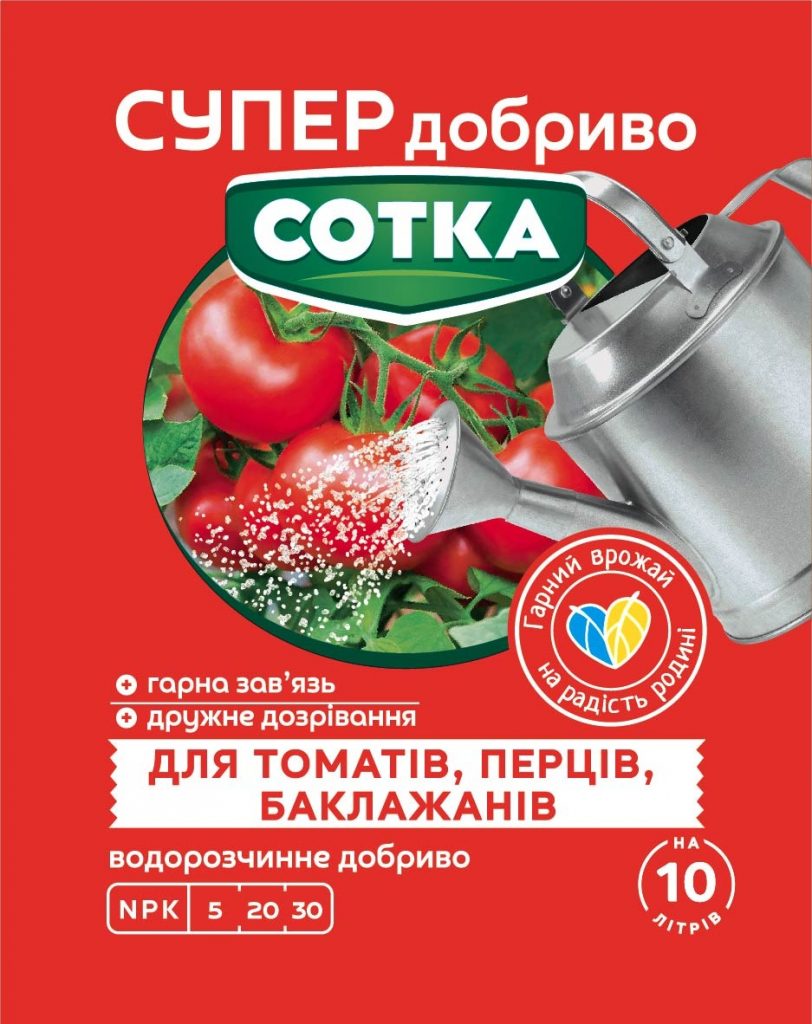 СУПЕР добриво
СОТКА
Гарний врожай
на радість родині
гарна зав’язь
дружне дозрівання
ДЛЯ ТОМАТІВ, ПЕРЦІВ,
БАКЛАЖАНІВ
водорозчинне добриво
NPK 5 20 30
НА
10
ЛІТРІВ